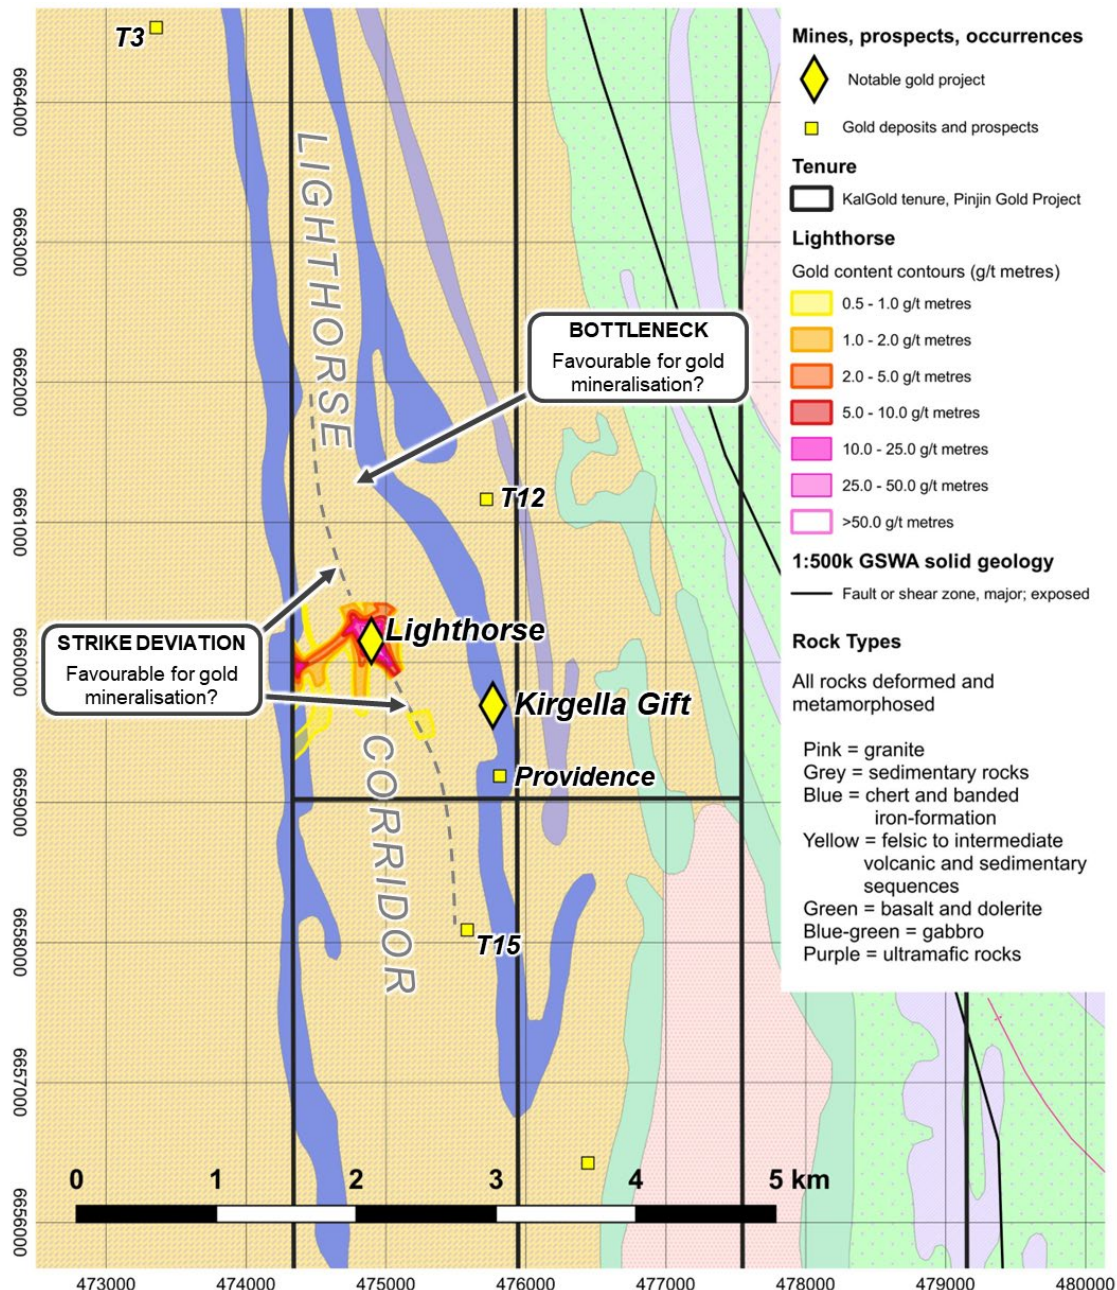 T3
LIGHTHORSE
BOTTLENECK
Favourable for gold
mineralisation?
T12
STRIKE DEVIATION
Favourable for gold
mineralisation?
Lighthorse
Kirgella Gift
Providence
CORRIDOR
T15
0 1 2 3 4 5 km
6664000
6663000
6662000
6661000
6660000
6659000
6658000
6657000
6656000
473000 474000 475000 476000 477000 478000 479000 480000
Mines, prospects, occurrences
Notable gold project
Gold deposits and prospects
Tenure
KalGold tenure, Pinjin Gold Project
Lighthorse
Gold content contours (g/t metres)
0.5 - 1.0 g/t metres
1.0 - 2.0 g/t metres
2.0 - 5.0 g/t metres
5.0 - 10.0 g/t metres
10.0 - 25.0 g/t metres
25.0 - 50.0 g/t metres
>50.0 g/t metres
1:500k GSWA solid geology
Fault or shear zone, major; exposed
Rock Types
All rocks deformed and
metamorphosed
Pink = granite
Grey = sedimentary rocks
Blue = chert and banded
iron-formation
Yellow = felsic to intermediate
volcanic and sedimentary
sequences
Green = basalt and dolerite
Blue-green = gabbro
Purple = ultramafic rocks